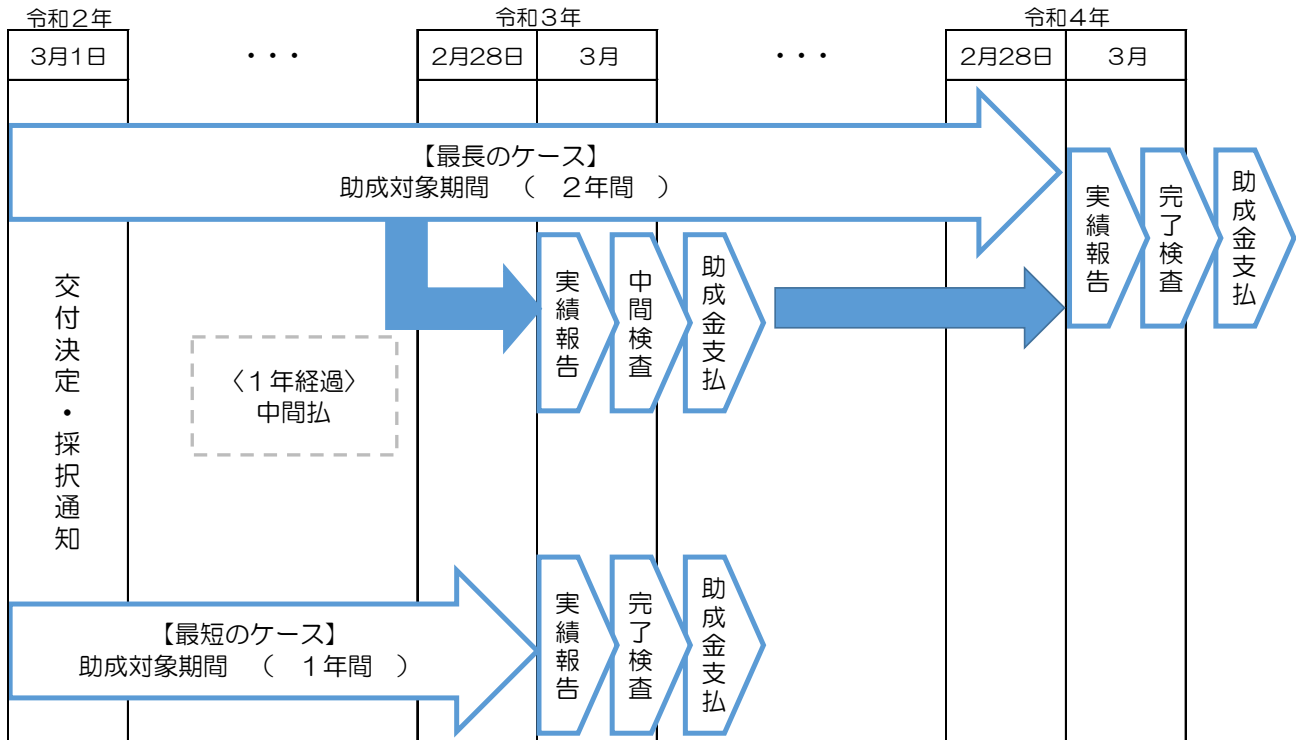 令和２年
令和３年
令和４年
３月１日
・・・
２月28日
３月
・・・
２月28日
３月
【最長のケース】
助成対象期間　（　２年間　）
実績報告
完了検査
助成金支払
交付決定・採択通知
〈１年経過〉
中間払
実績報告
中間検査
助成金支払
【最短のケース】
助成対象期間　（　１年間　）
実績報告
完了検査
助成金支払